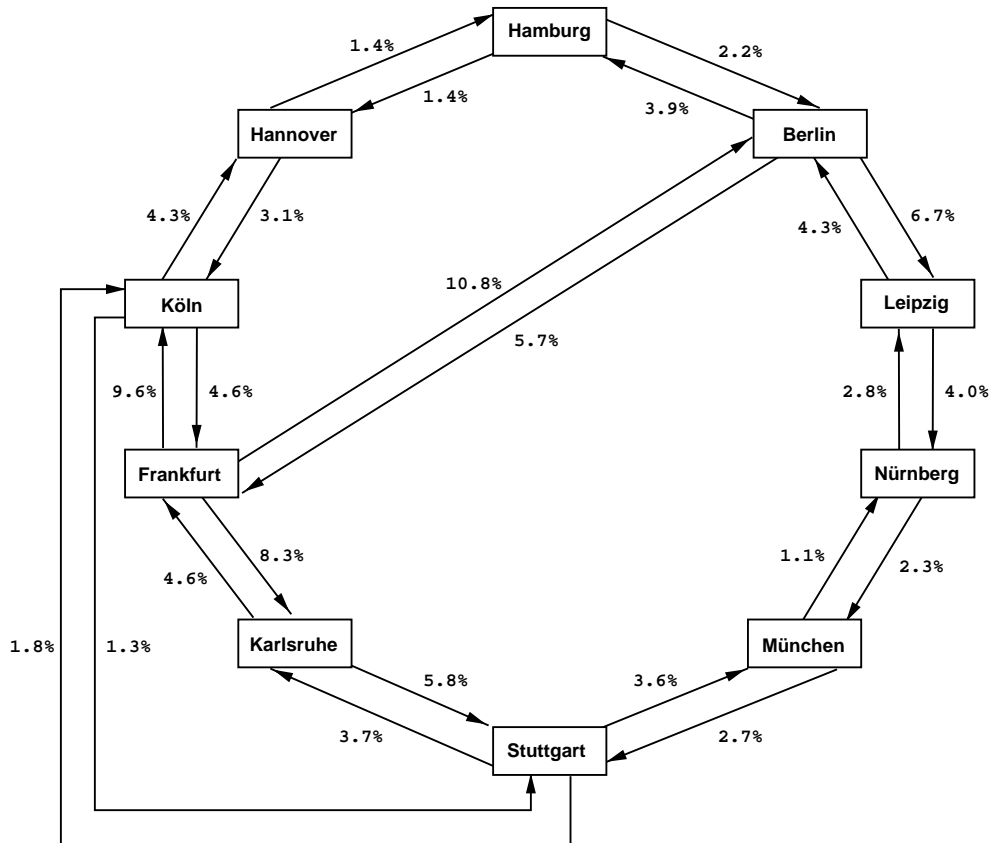 Hamburg
1.4%
2.2%
1.4%
3.9%
Hannover
Berlin
4.3%
3.1%
4.3%
6.7%
10.8%
Köln
Leipzig
5.7%
9.6%
4.6%
2.8%
4.0%
Frankfurt
Nürnberg
8.3%
1.1%
4.6%
2.3%
1.8%
1.3%
Karlsruhe
München
5.8%
3.6%
3.7%
2.7%
Stuttgart